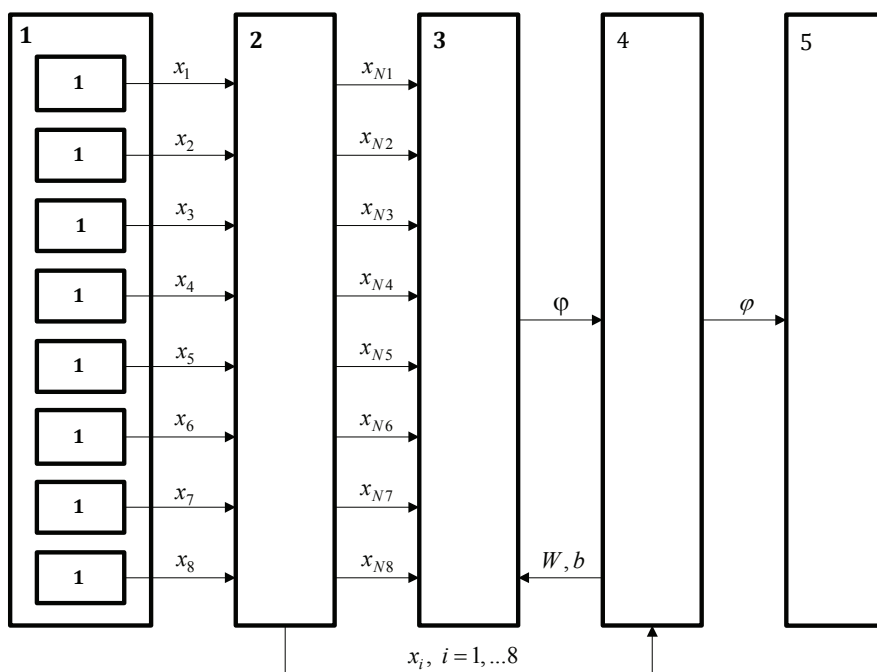 1 2 3 4 5
1 x1 xN1
1 x2 xN2
1 x3 xN3
1 x4 xN4
φ φ
1 x5 xN5
1 x6 xN6
1 x7 xN7
1 x8 xN8 W, b
xi, i = 1, ...8